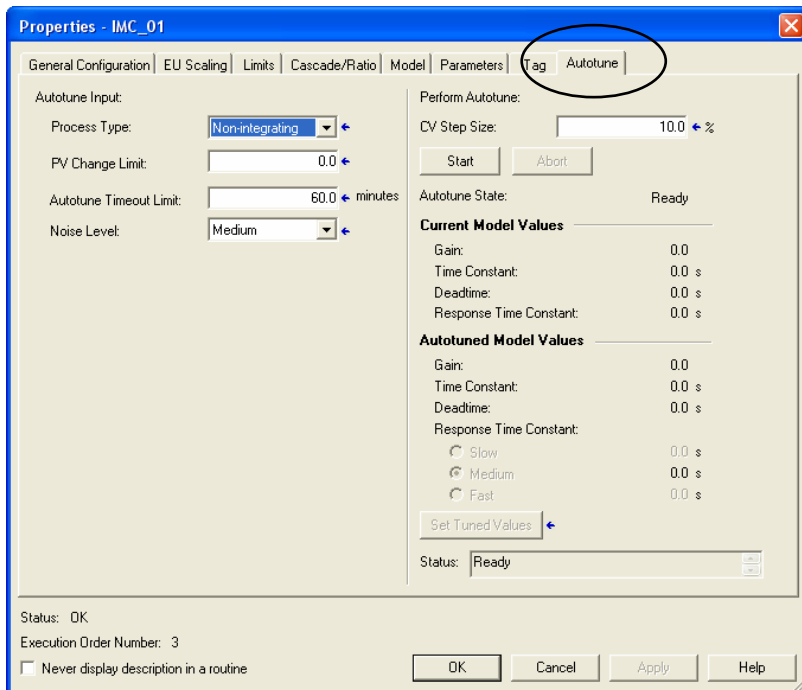 Properties - IMC_01
General Configuration EU Scaling Limits Cascade/Ratio Model Parameters Tag Autotune
Autotune Input:
Process Type: Non-integrating
PV Change Limit: 0.0
Autotune Timeout Limit: 60.0 minutes
Noise Level: Medium
Perform Autotune:
CV Step Size: 10.0 %
Start Abort
Autotune State: Ready
Current Model Values
Gain: 0.0
Time Constant: 0.0 s
Deadtime: 0.0 s
Response Time Constant: 0.0 s
Autotuned Model Values
Gain: 0.0
Time Constant: 0.0 s
Deadtime: 0.0 s
Response Time Constant:
Slow 0.0 s
Medium 0.0 s
Fast 0.0 s
Set Tuned Values
Status: Ready
Status: OK
Execution Order Number: 3
Never display description in a routine
OK Cancel Apply Help